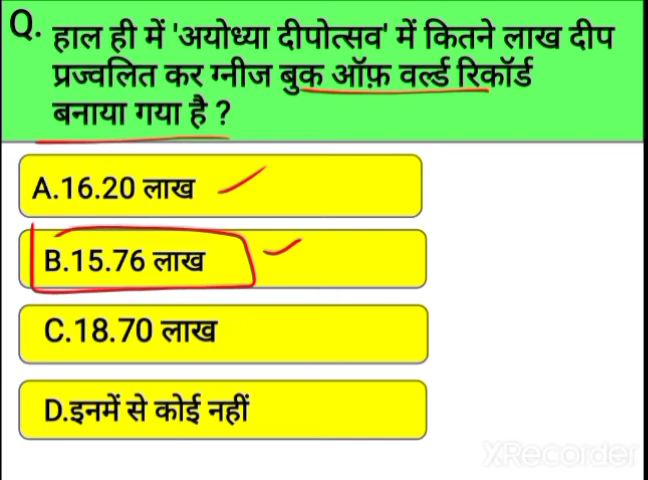 Q. हाल ही में 'अयोध्या दीपोत्सव' में कितने लाख दीप
प्रज्वलित कर ग्नीज बुक ऑफ़ वर्ल्ड रिकॉर्ड
बनाया गया है ?
A.16.20 लाख
B.15.76 लाख
C.18.70 लाख
D.इनमें से कोई नहीं
XRecorder